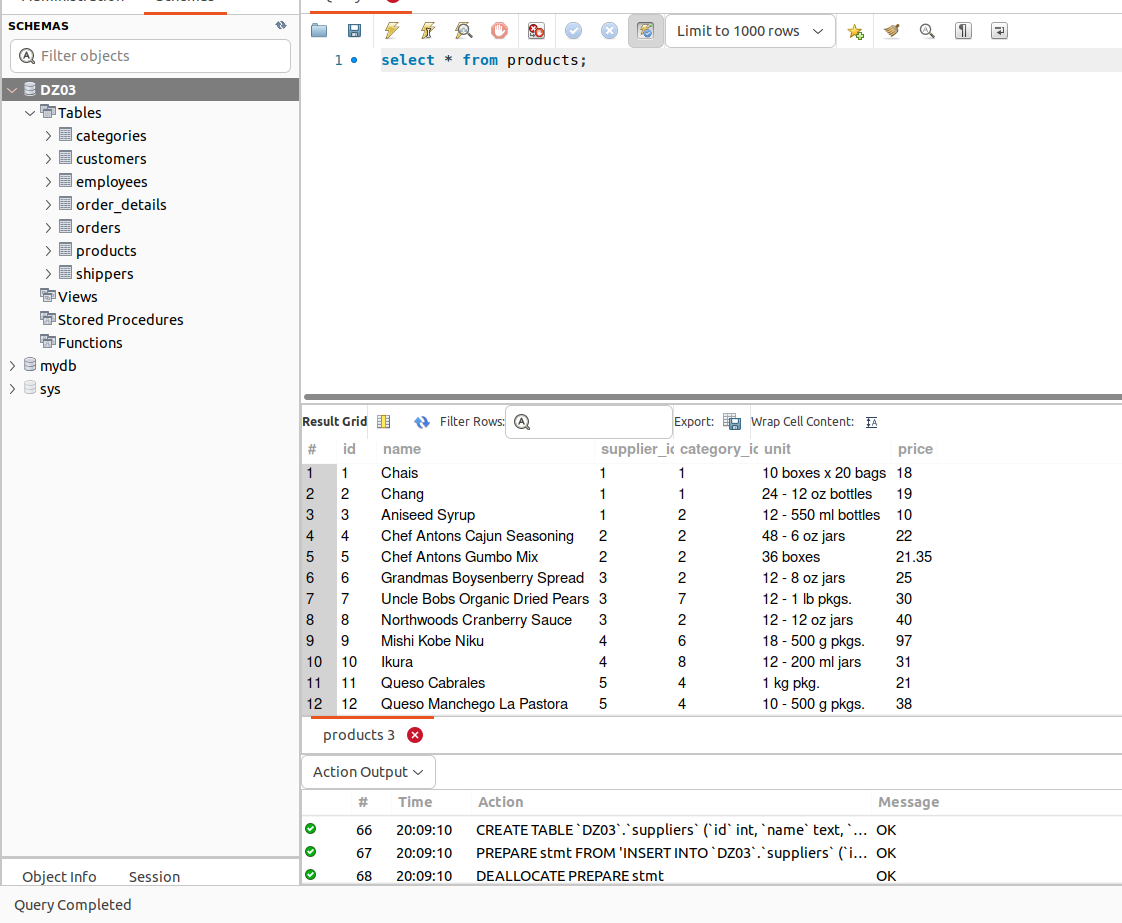 SCHEMAS
Filter objects
DZ03
Tables
categories
customers
employees
order_details
orders
products
shippers
Views
Stored Procedures
Functions
mydb
sys
Object Info Session
Query Completed
Limit to 1000 rows
1 select * from products;
Result Grid Filter Rows: Export: Wrap Cell Content:
# id name supplier_id category_id unit price
1 1 Chais 1 1 10 boxes x 20 bags 18
2 2 Chang 1 1 24 - 12 oz bottles 19
3 3 Aniseed Syrup 1 2 12 - 550 ml bottles 10
4 4 Chef Antons Cajun Seasoning 2 2 48 - 6 oz jars 22
5 5 Chef Antons Gumbo Mix 2 2 36 boxes 21.35
6 6 Grandmas Boysenberry Spread 3 2 12 - 8 oz jars 25
7 7 Uncle Bobs Organic Dried Pears 3 7 12 - 1 lb pkgs. 30
8 8 Northwoods Cranberry Sauce 3 2 12 - 12 oz jars 40
9 9 Mishi Kobe Niku 4 6 18 - 500 g pkgs. 97
10 10 Ikura 4 8 12 - 200 ml jars 31
11 11 Queso Cabrales 5 4 1 kg pkg. 21
12 12 Queso Manchego La Pastora 5 4 10 - 500 g pkgs. 38
products 3
Action Output
# Time Action Message
66 20:09:10 CREATE TABLE `DZ03`.`suppliers` (`id` int, `name` text, `... OK
67 20:09:10 PREPARE stmt FROM 'INSERT INTO `DZ03`.`suppliers` (`i... OK
68 20:09:10 DEALLOCATE PREPARE stmt OK